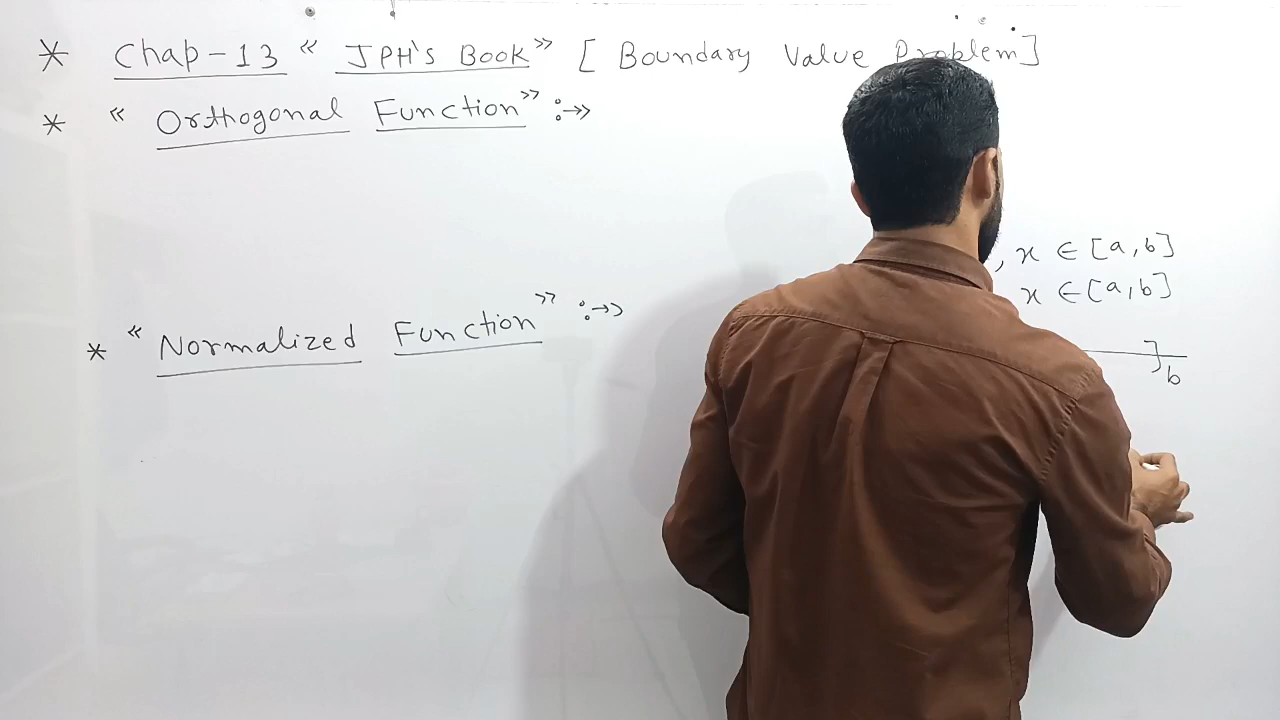 * Chap-13 “ JPH's Book” [ Boundary Value Problem]
* “ Orthogonal Function” :→>
, x ∈ [a, b]
x ∈ [a, b]
* “ Normalized Function” :→>
]
b